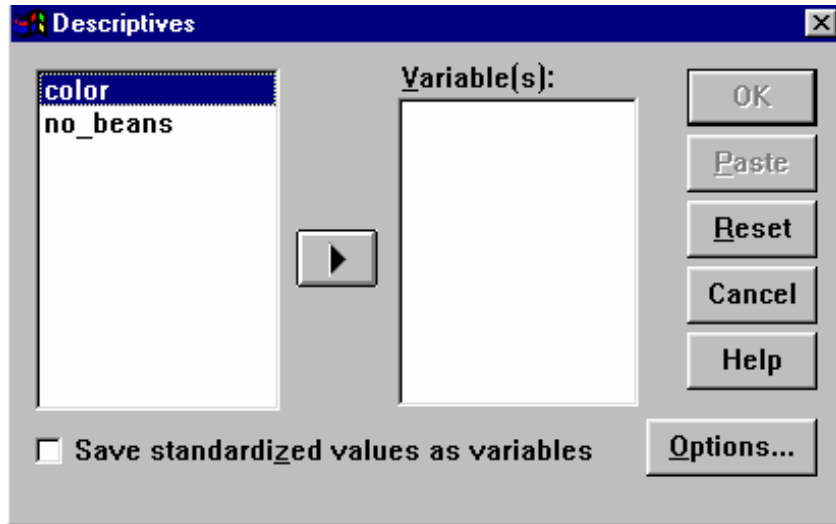 Descriptives
color
no_beans
Variable(s):
OK
Paste
Reset
Cancel
Help
Save standardized values as variables
Options...